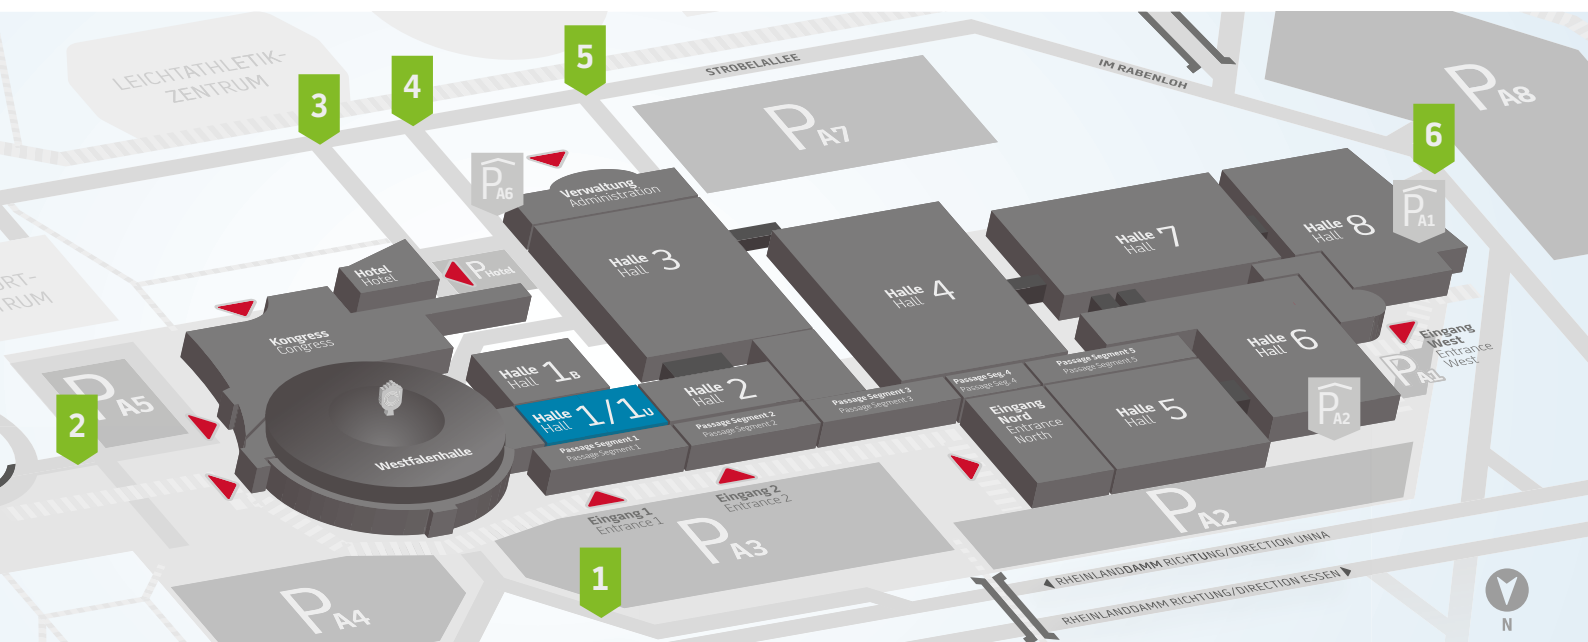 LEICHTATHLETIK-
ZENTRUM
3
4
5
STROBELALLEE
IM RABENLOH
P A7
P A8
6
P A6
P A1
Verwaltung
Administration
Halle
Hall 3
Halle
Hall 4
Halle
Hall 7
Halle
Hall 8
Hotel
Hotel
P Hotel
ORT-
TRUM
Kongress
Congress
P A5
2
Halle
Hall 1B
Halle
Hall 1/1U
Halle
Hall 2
Halle
Hall 6
Halle
Hall 5
Passage Segment 1
Passage Segment 1
Passage Segment 2
Passage Segment 2
Passage Segment 3
Passage Segment 3
Passage Seg. 4
Passage Seg. 4
Passage Segment 5
Passage Segment 5
Eingang
Nord
Entrance
North
Eingang
West
Entrance
West
P A1
P A2
Westfalenhalle
Eingang 1
Entrance 1
Eingang 2
Entrance 2
P A3
P A2
1
P A4
RHEINLANDDAMM RICHTUNG/DIRECTION UNNA
RHEINLANDDAMM RICHTUNG/DIRECTION ESSEN
N